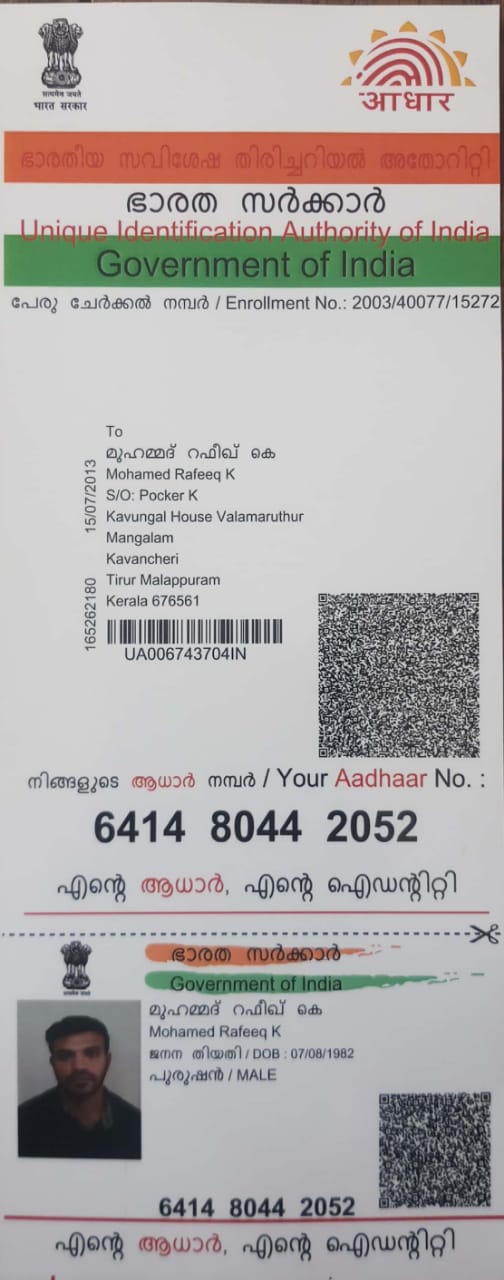 सत्यमेव जयते
भारत सरकार
आधार
ഭാരതീയ സവിശേഷ തിരിച്ചറിയൽ അതോറിറ്റി
ഭാരത സർക്കാർ
Unique Identification Authority of India
Government of India
പേരു ചേർക്കൽ നമ്പർ / Enrollment No.: 2003/40077/15272
To
മുഹമ്മദ് റഫീഖ് കെ
Mohamed Rafeeq K
S/O: Pocker K
Kavungal House Valamaruthur
Mangalam
Kavancheri
Tirur Malappuram
Kerala 676561
15/07/2013
165262180
UA006743704IN
നിങ്ങളുടെ ആധാർ നമ്പർ / Your Aadhaar No. :
6414 8044 2052
എന്റെ ആധാർ, എന്റെ ഐഡന്റിറ്റി
ഭാരത സർക്കാർ
Government of India
മുഹമ്മദ് റഫീഖ് കെ
Mohamed Rafeeq K
ജനന തിയതി / DOB : 07/08/1982
പുരുഷൻ / MALE
6414 8044 2052
എന്റെ ആധാർ, എന്റെ ഐഡന്റിറ്റി